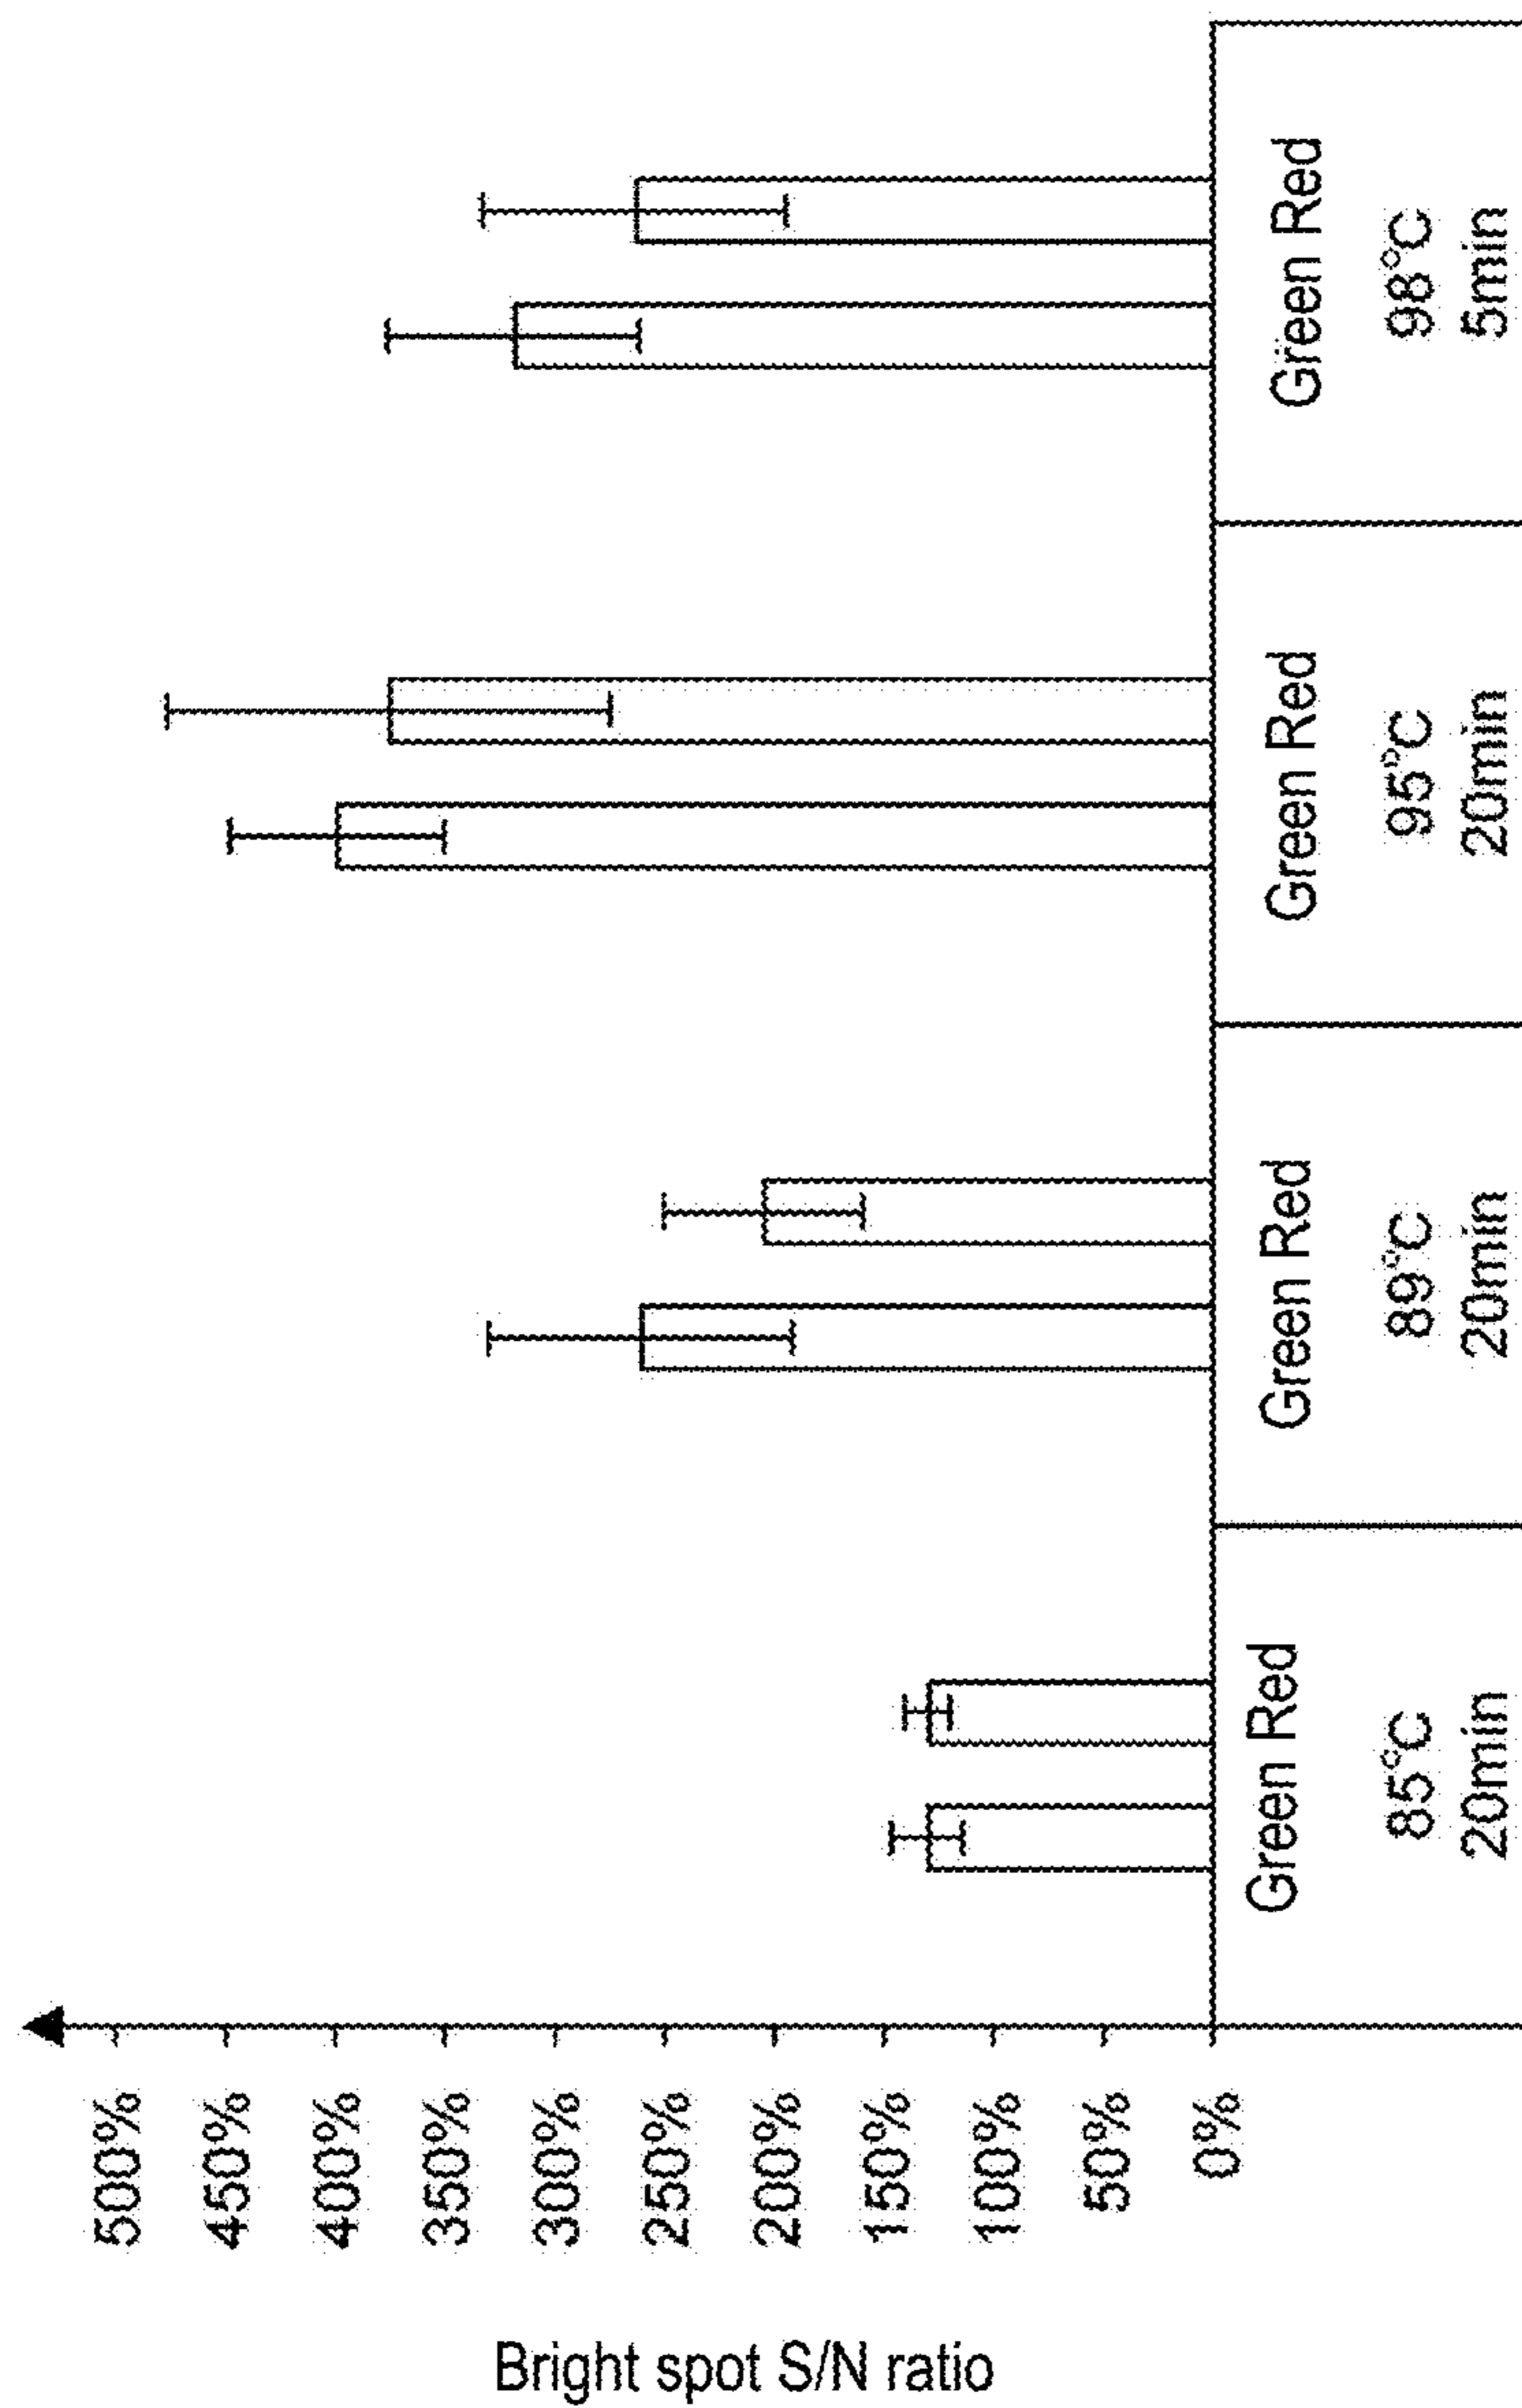 Bright spot S/N ratio
500%
450%
400%
350%
300%
250%
200%
150%
100%
50%
0%
Green Red
85°C
20min
Green Red
89°C
20min
Green Red
95°C
20min
Green Red
98°C
5min